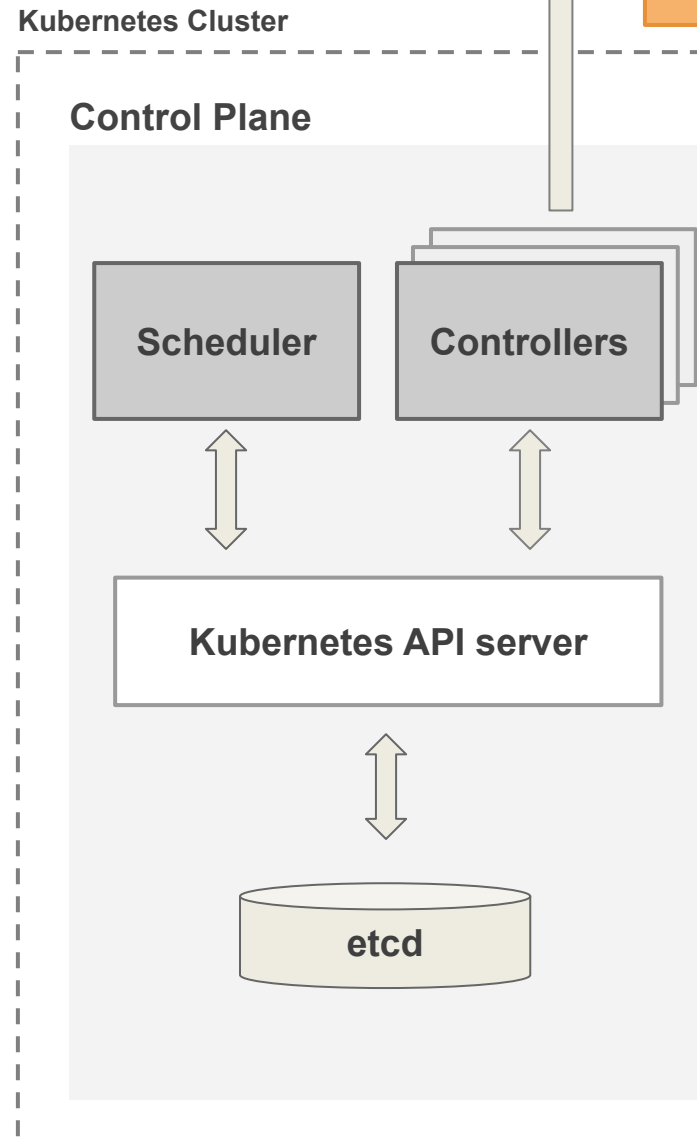 Kubernetes Cluster
Control Plane
Scheduler
Controllers
Kubernetes API server
etcd